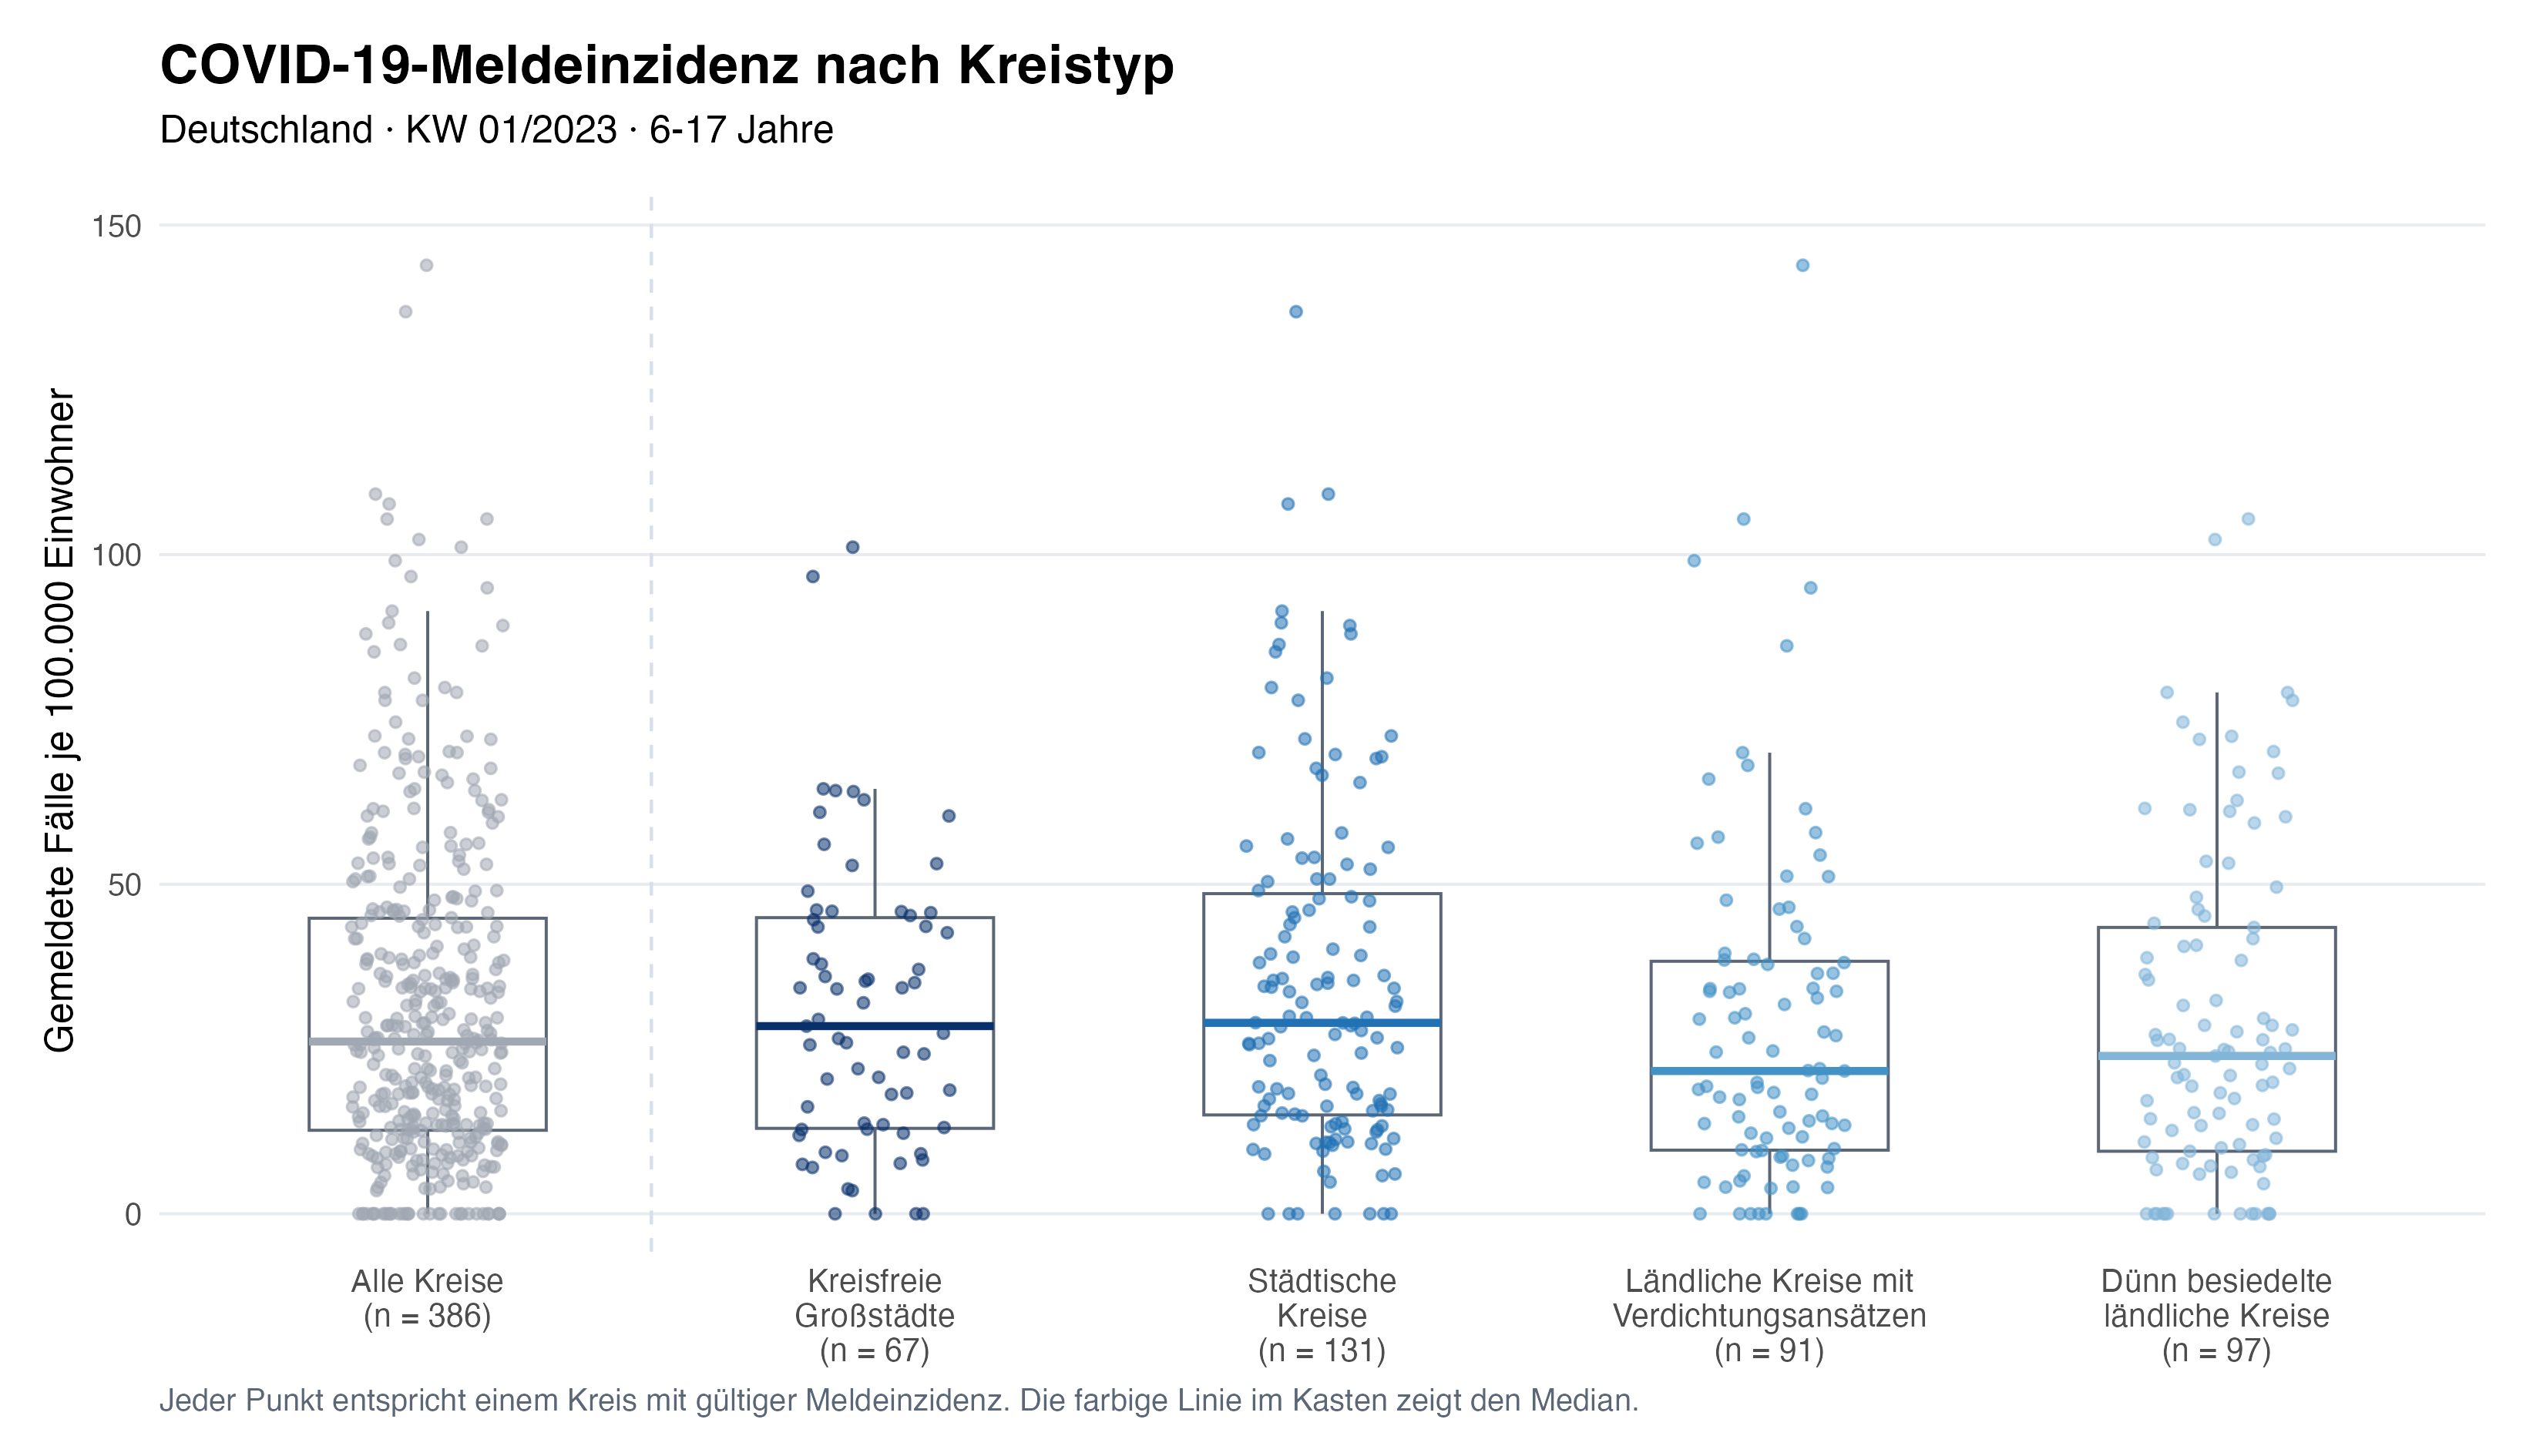 COVID-19-Meldeinzidenz nach Kreistyp
Deutschland · KW 01/2023 · 6-17 Jahre
Gemeldete Fälle je 100.000 Einwohner
150
100
50
0
Alle Kreise
(n = 386)
Kreisfreie
Großstädte
(n = 67)
Städtische
Kreise
(n = 131)
Ländliche Kreise mit
Verdichtungsansätzen
(n = 91)
Dünn besiedelte
ländliche Kreise
(n = 97)
Jeder Punkt entspricht einem Kreis mit gültiger Meldeinzidenz. Die farbige Linie im Kasten zeigt den Median.